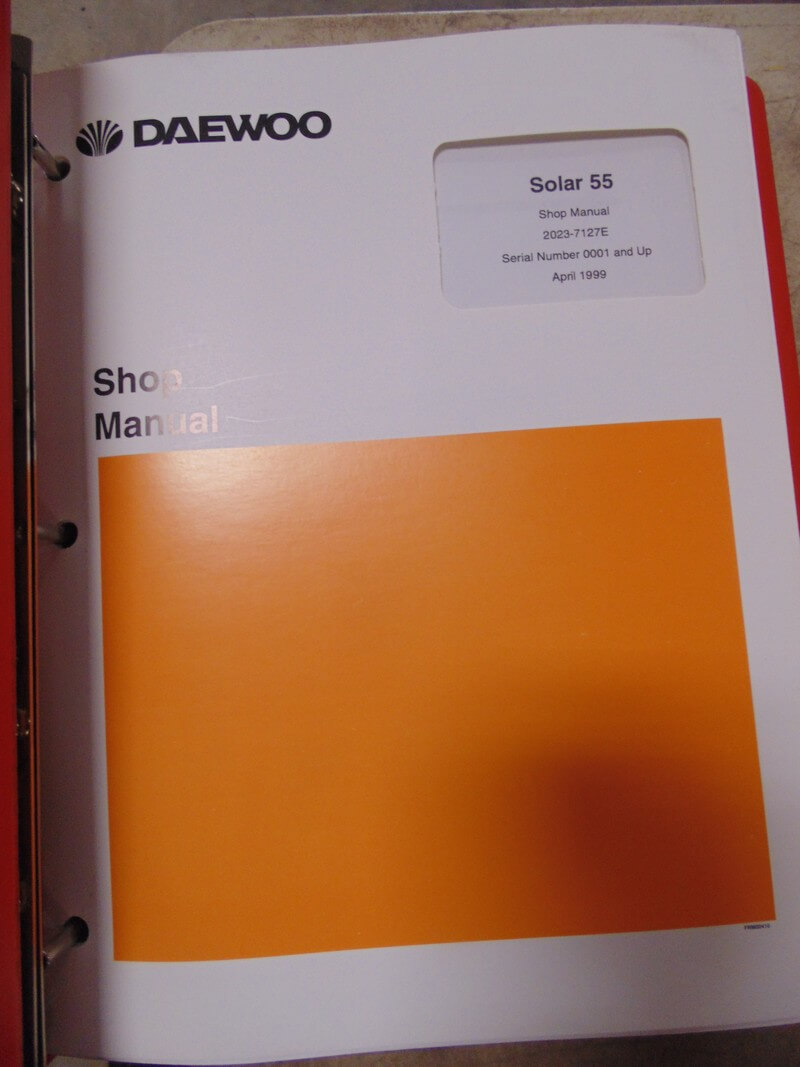 DAEWOO
Solar 55
Shop Manual
2023-7127E
Serial Number 0001 and Up
April 1999
Shop
Manual